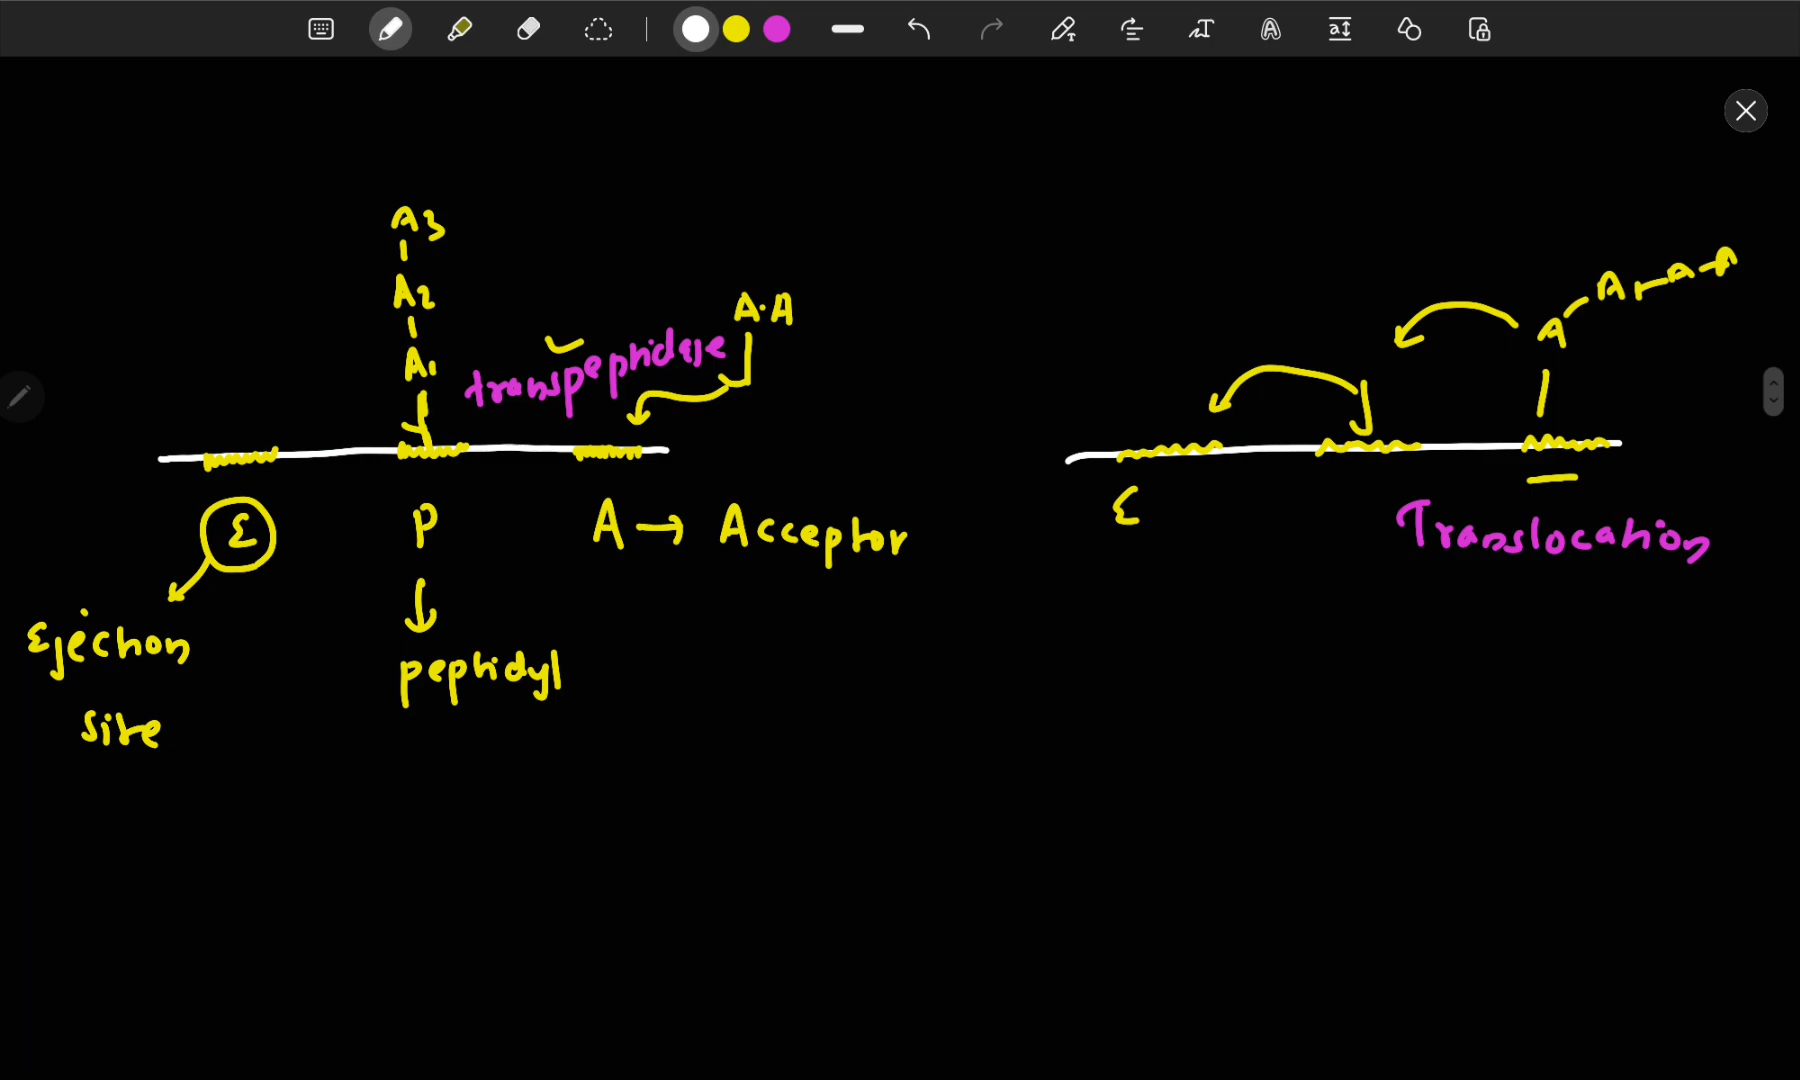 A3
A2
A1
transpeptidase
A.A
E
P
A → Acceptor
Ejection
site
peptidyl
A
A
A
A
E
Translocation